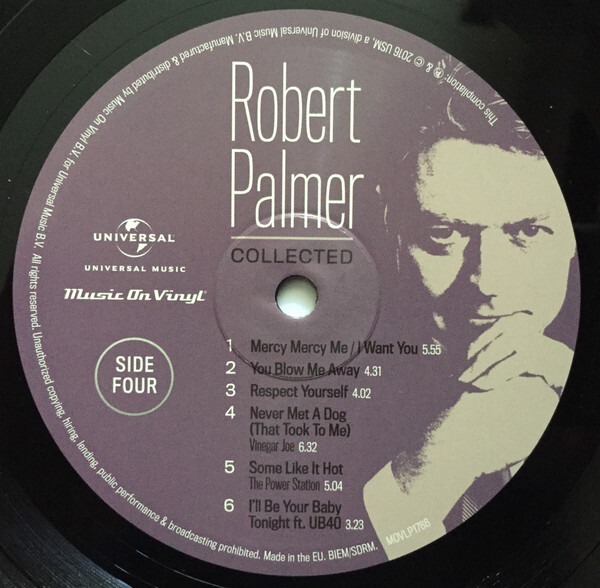 Robert
Palmer
COLLECTED
UNIVERSAL
UNIVERSAL MUSIC
Music On Vinyl
SIDE
FOUR
1 Mercy Mercy Me / I Want You 5.55
2 You Blow Me Away 4.31
3 Respect Yourself 4.02
4 Never Met A Dog
(That Took To Me)
Vinegar Joe 6.32
5 Some Like It Hot
The Power Station 5.04
6 I'll Be Your Baby
Tonight ft. UB40 3.23
MOVLP1758
This compilation: ℗ & © 2016 USM, a division of Universal Music B.V. Manufactured & distributed by Music On Vinyl B.V. for Universal Music B.V. All rights reserved. Unauthorized copying, hiring, lending, public performance & broadcasting prohibited. Made in the EU. BIEM/SDRM.